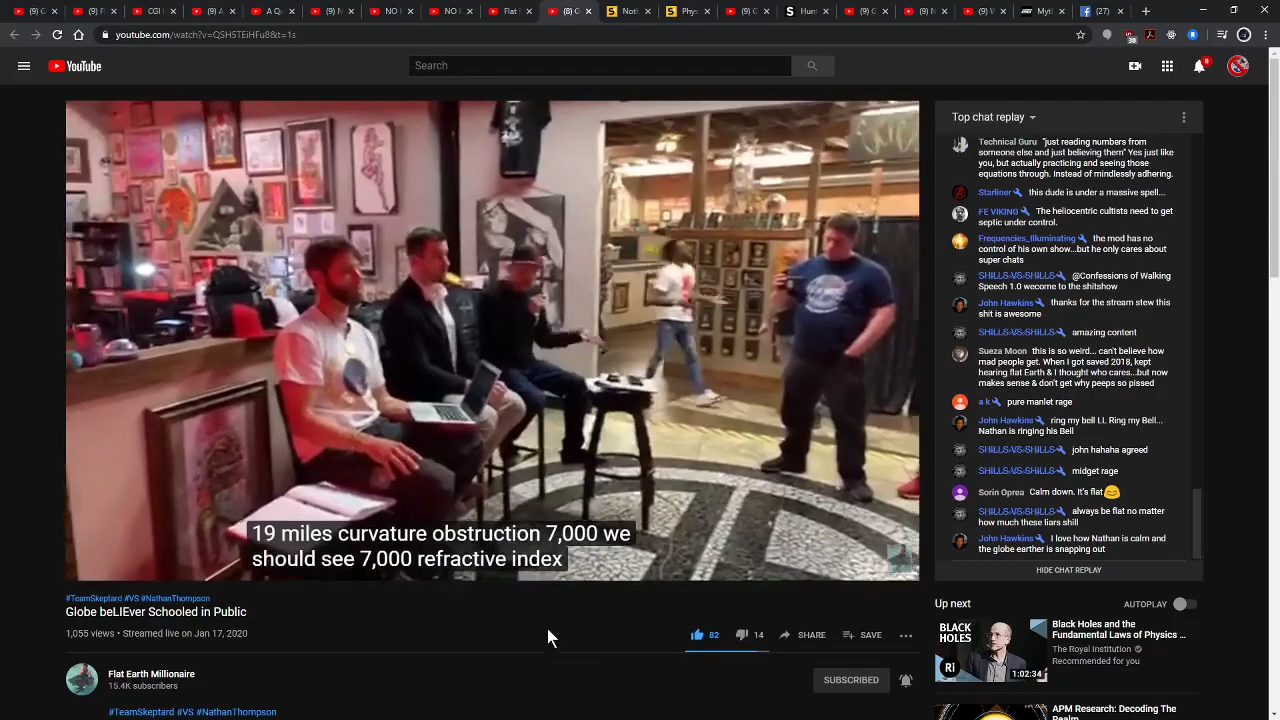 youtube.com/watch?v=QSH5TEiHFu8&t=1s
YouTube
Search
8
19 miles curvature obstruction 7,000 we
should see 7,000 refractive index
#TeamSkeptard #VS #NathanThompson
Globe beLIEver Schooled in Public
1,055 views • Streamed live on Jan 17, 2020
82
14
SHARE
SAVE
Flat Earth Millionaire
15.4K subscribers
SUBSCRIBED
#TeamSkeptard #VS #NathanThompson
Top chat replay
Technical Guru "just reading numbers from
someone else and just believing them" Yes just like
you, but actually practicing and seeing those
equations through. Instead of mindlessly adhering.
Starliner this dude is under a massive spell...
FE VIKING The heliocentric cultists need to get
septic under control.
Frequencies_Illuminating the mod has no
control of his own show...but he only cares about
super chats
SHILLS-VS-SHILLS @Confessions of Walking
Speech 1.0 wecome to the shitshow
John Hawkins thanks for the stream stew this
shit is awesome
SHILLS-VS-SHILLS amazing content
Sueza Moon this is so weird... can't believe how
mad people get. When I got saved 2018, kept
hearing flat Earth & I thought who cares...but now
makes sense & don't get why peeps so pissed
a k pure manlet rage
John Hawkins ring my bell LL Ring my Bell...
Nathan is ringing his Bell
SHILLS-VS-SHILLS john hahaha agreed
SHILLS-VS-SHILLS midget rage
Sorin Oprea Calm down. It's flat😊
SHILLS-VS-SHILLS always be flat no matter
how much these liars shill
John Hawkins I love how Nathan is calm and
the globe earther is snapping out
HIDE CHAT REPLAY
Up next
AUTOPLAY
BLACK
HOLES
Ri
1:02:34
Black Holes and the
Fundamental Laws of Physics ...
The Royal Institution
Recommended for you
APM Research: Decoding The